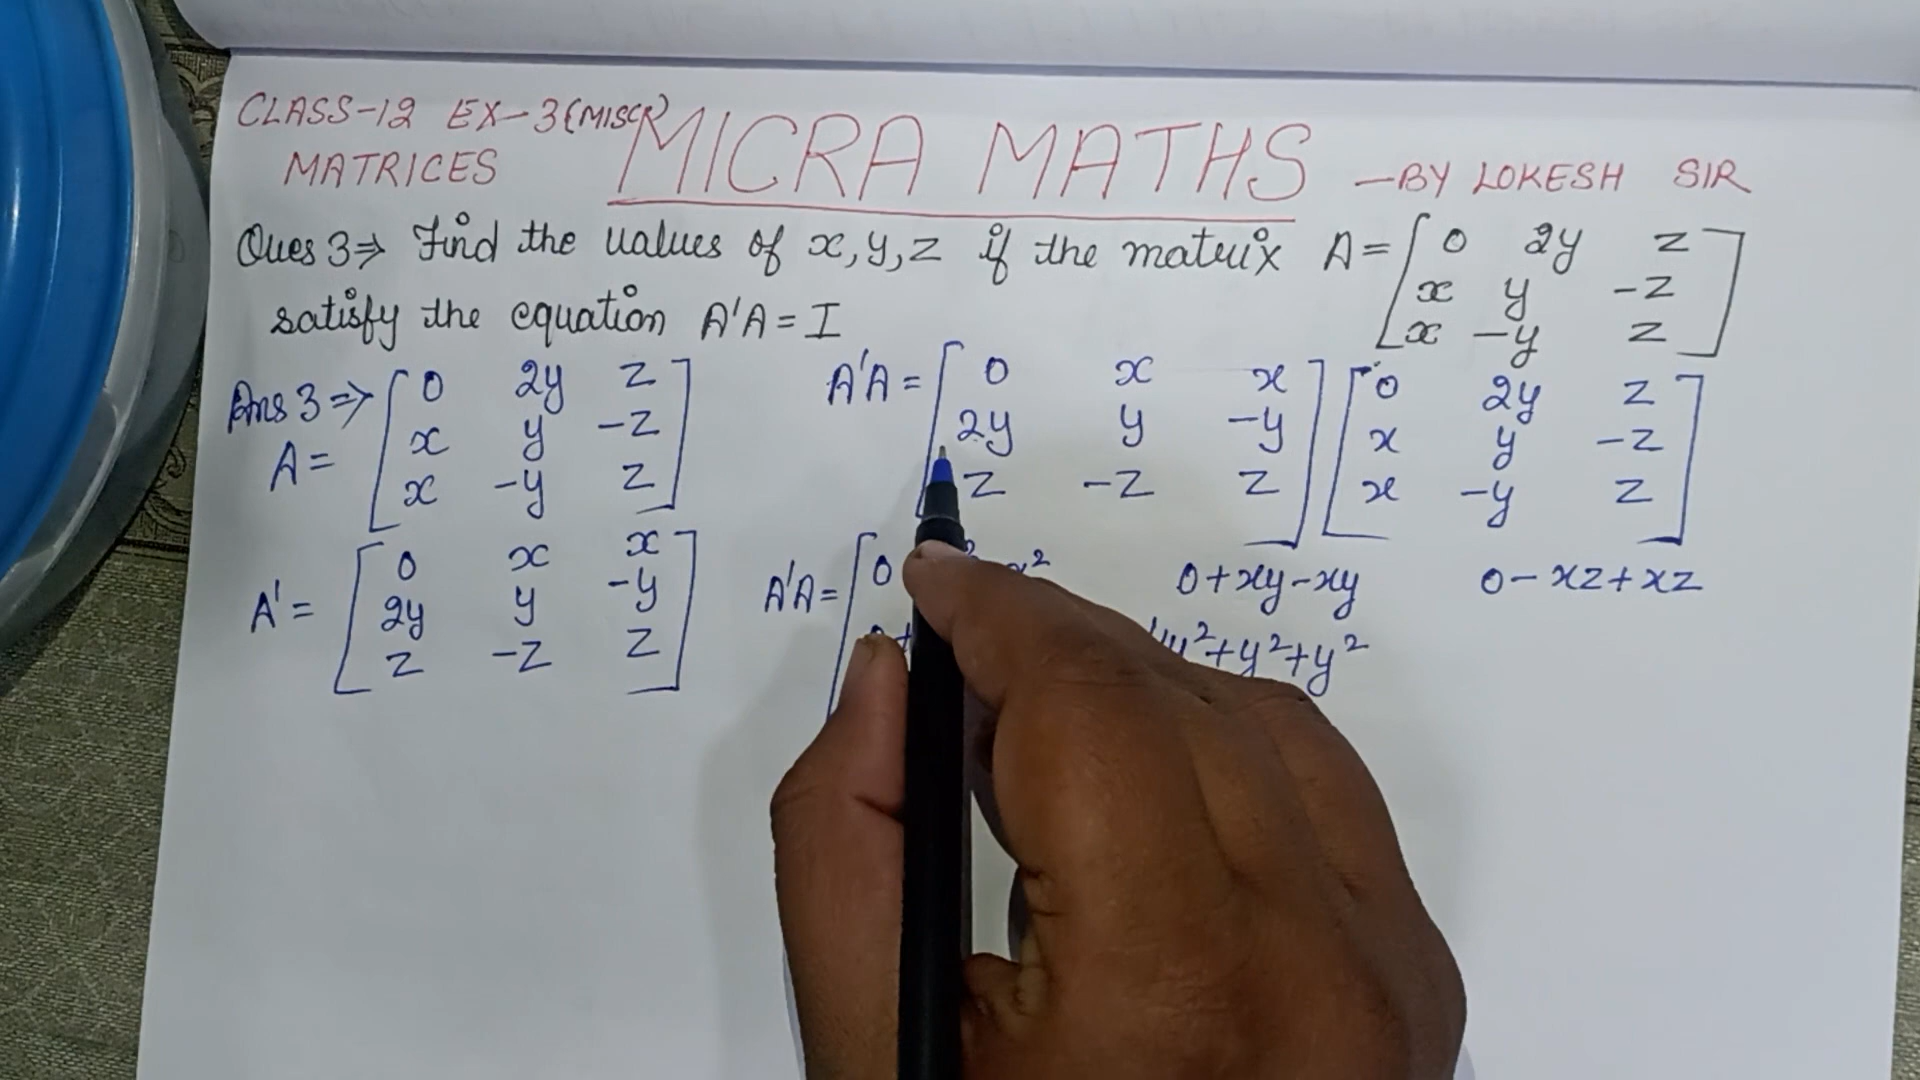 CLASS-12 EX-3(MISC)
MATRICES
MICRA MATHS
-BY LOKESH SIR
Ques 3⇒ Find the values of x, y, z if the matrix A = [0 2y z
x y -z
x -y z]
satisfy the equation A'A = I
Ans 3 ⇒
A = [0 2y z
x y -z
x -y z]
A' = [0 x x
2y y -y
z -z z]
A'A = [0 x x
2y y -y
z -z z] [0 2y z
x y -z
x -y z]
A'A = [0 x² 0+xy-xy 0-xz+xz
y²+y²+y²